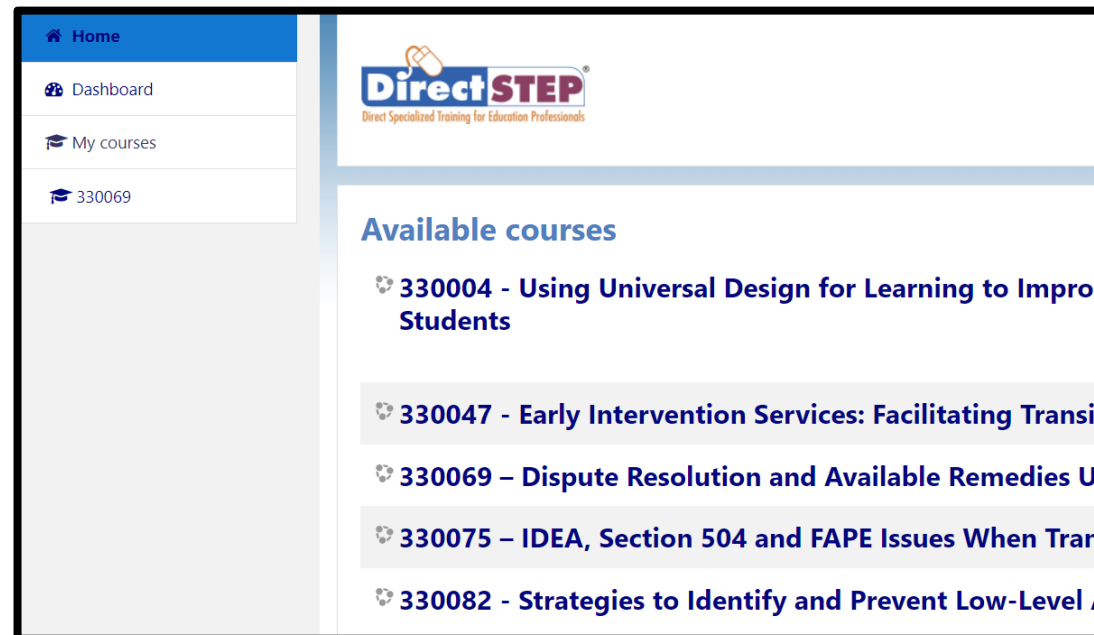 Home
Dashboard
My courses
330069
DirectSTEP®
Direct Specialized Training for Education Professionals
Available courses
330004 - Using Universal Design for Learning to Impro
Students
330047 - Early Intervention Services: Facilitating Transi
330069 – Dispute Resolution and Available Remedies U
330075 – IDEA, Section 504 and FAPE Issues When Tran
330082 - Strategies to Identify and Prevent Low-Level A